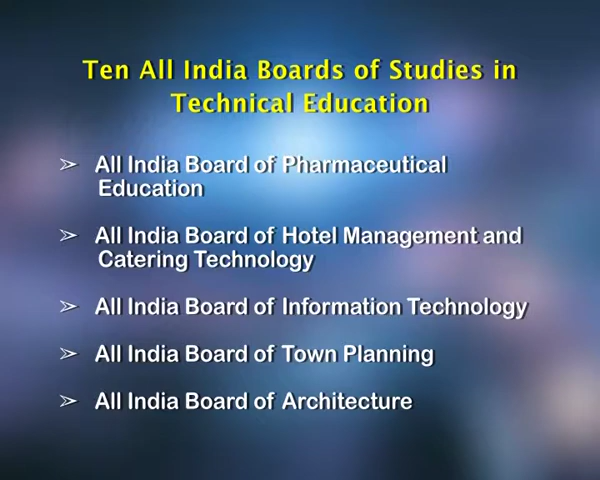 Ten All India Boards of Studies in
Technical Education
➢ All India Board of Pharmaceutical
Education
➢ All India Board of Hotel Management and
Catering Technology
➢ All India Board of Information Technology
➢ All India Board of Town Planning
➢ All India Board of Architecture